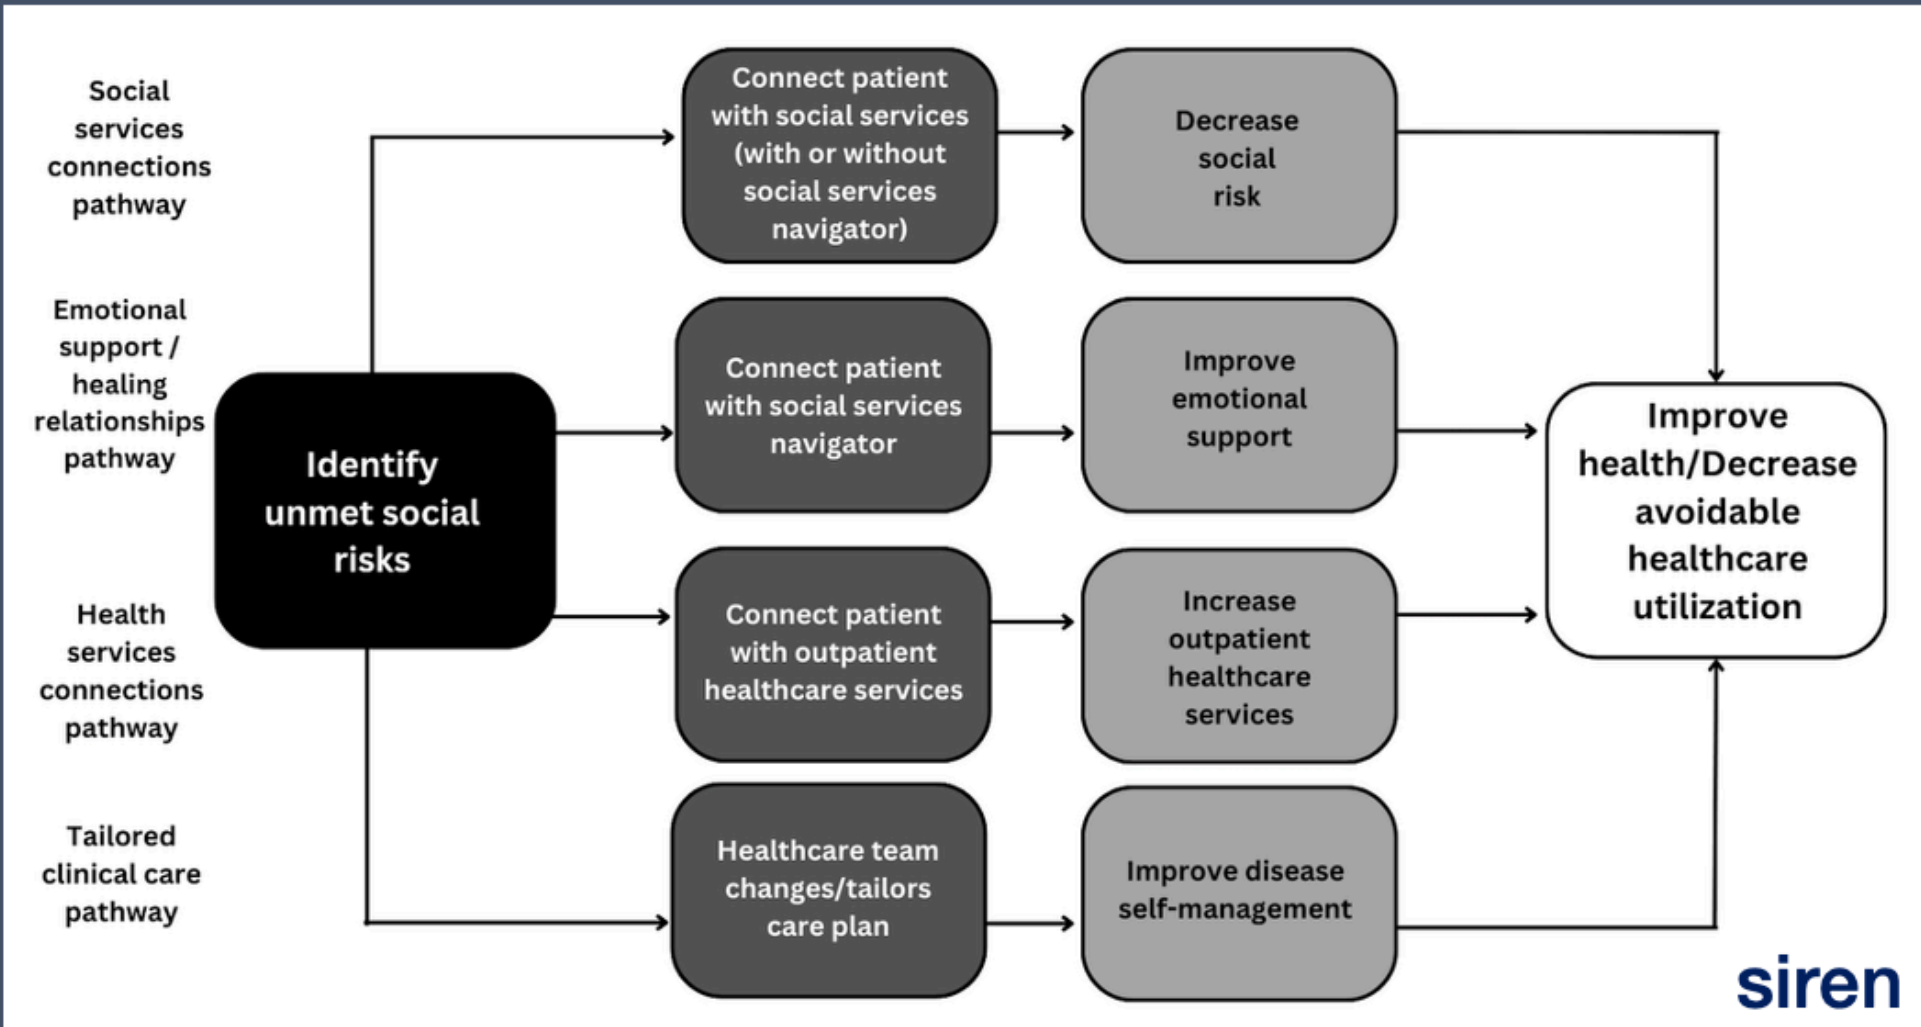 Social
services
connections
pathway
Emotional
support /
healing
relationships
pathway
Health
services
connections
pathway
Tailored
clinical care
pathway
Identify
unmet social
risks
Connect patient
with social services
(with or without
social services
navigator)
Decrease
social
risk
Connect patient
with social services
navigator
Improve
emotional
support
Connect patient
with outpatient
healthcare services
Increase
outpatient
healthcare
services
Healthcare team
changes/tailors
care plan
Improve disease
self-management
Improve
health/Decrease
avoidable
healthcare
utilization
siren